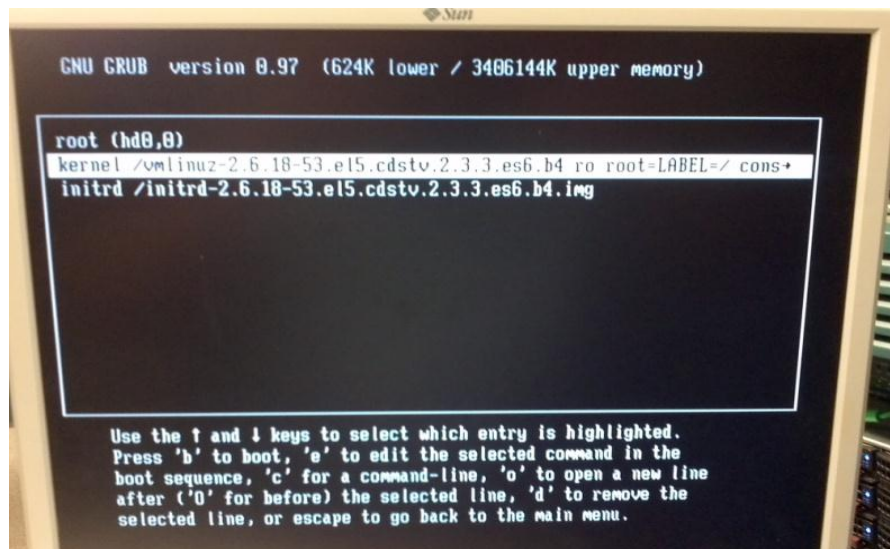 Sun
GNU GRUB version 0.97 (624K lower / 3406144K upper memory)
root (hd0,0)
kernel /vmlinuz-2.6.18-53.el5.cdstv.2.3.3.es6.b4 ro root=LABEL=/ cons→
initrd /initrd-2.6.18-53.el5.cdstv.2.3.3.es6.b4.img
Use the ↑ and ↓ keys to select which entry is highlighted.
Press 'b' to boot, 'e' to edit the selected command in the
boot sequence, 'c' for a command-line, 'o' to open a new line
after ('O' for before) the selected line, 'd' to remove the
selected line, or escape to go back to the main menu.